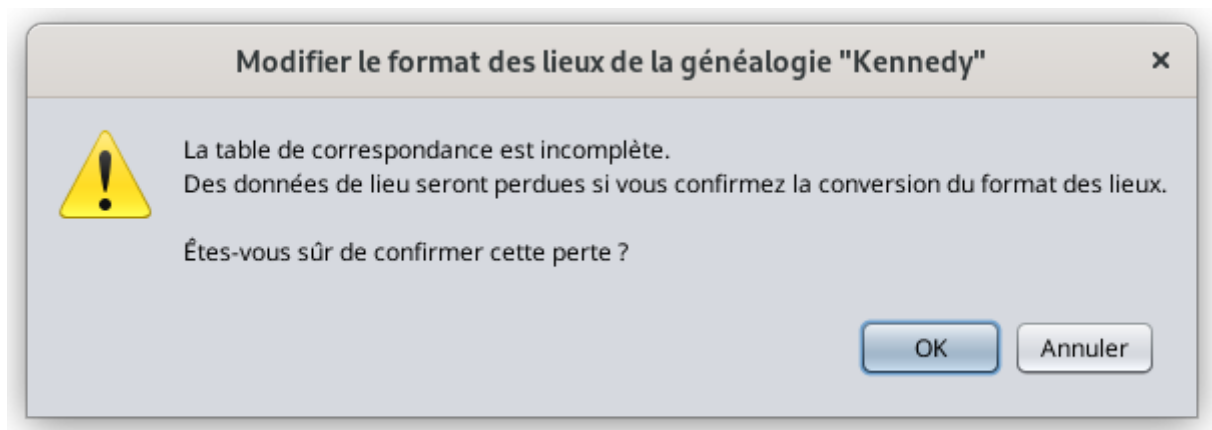 Modifier le format des lieux de la généalogie "Kennedy"
La table de correspondance est incomplète.
Des données de lieu seront perdues si vous confirmez la conversion du format des lieux.
Êtes-vous sûr de confirmer cette perte ?
OK Annuler